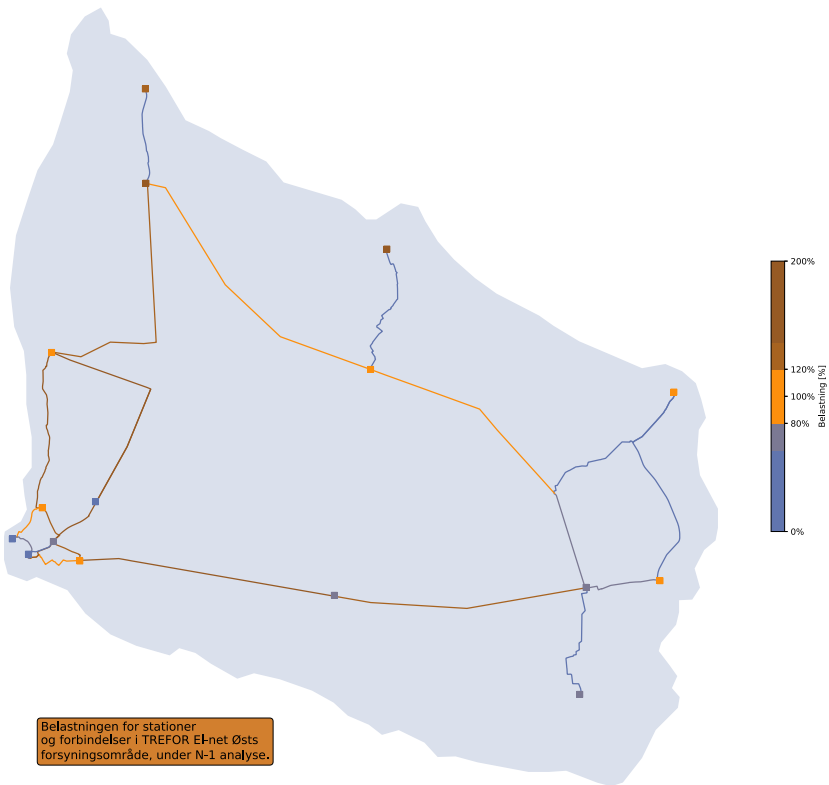 200%
120%
100%
80%
0%
Belastning [%]
Belastningen for stationer
og forbindelser i TREFOR El-net Østs
forsyningsområde, under N-1 analyse.